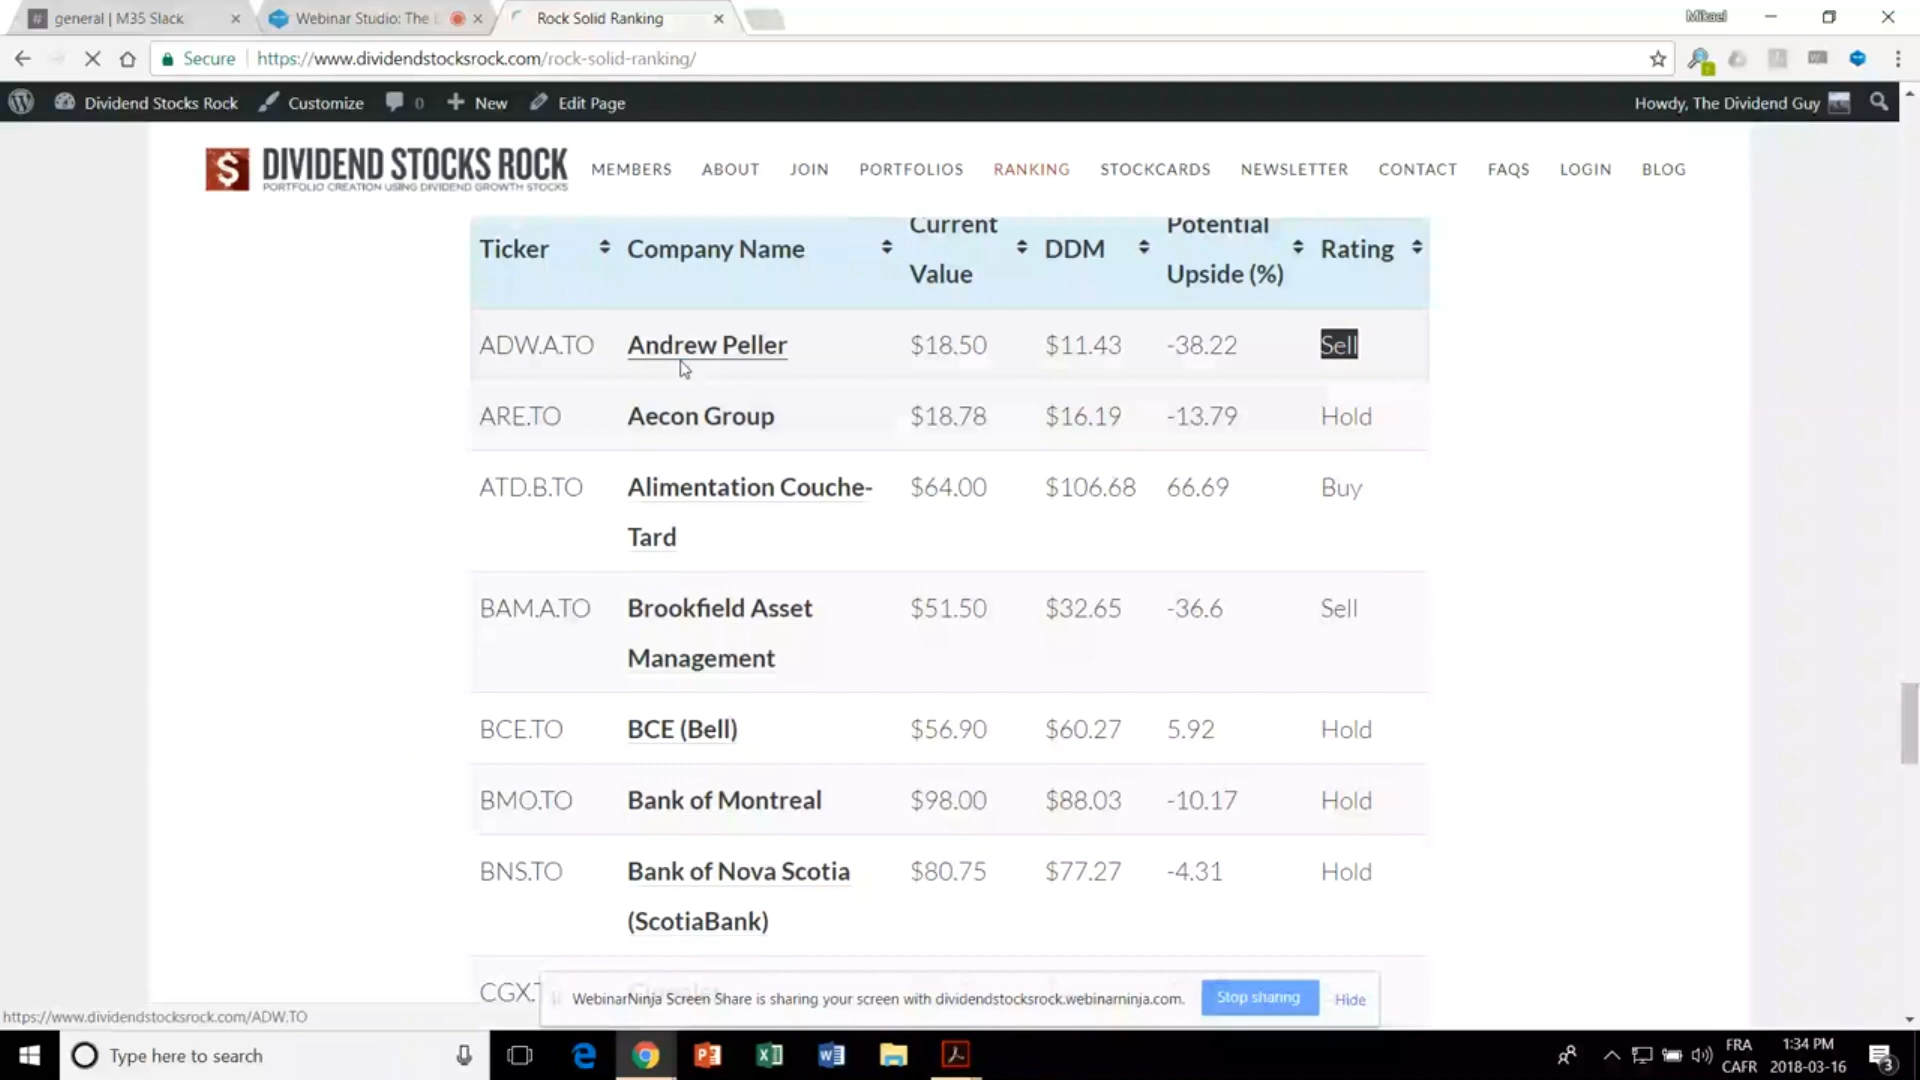 # general | M35 Slack
Webinar Studio: The
Rock Solid Ranking
Mikael
Secure
https://www.dividendstocksrock.com/rock-solid-ranking/
Dividend Stocks Rock
Customize
0
New
Edit Page
Howdy, The Dividend Guy
$ DIVIDEND STOCKS ROCK
PORTFOLIO CREATION USING DIVIDEND GROWTH STOCKS
MEMBERS ABOUT JOIN PORTFOLIOS RANKING STOCKCARDS NEWSLETTER CONTACT FAQS LOGIN BLOG
Ticker Company Name Current Value DDM Potential Upside (%) Rating
ADW.A.TO Andrew Peller $18.50 $11.43 -38.22 Sell
ARE.TO Aecon Group $18.78 $16.19 -13.79 Hold
ATD.B.TO Alimentation Couche- $64.00 $106.68 66.69 Buy
Tard
BAM.A.TO Brookfield Asset $51.50 $32.65 -36.6 Sell
Management
BCE.TO BCE (Bell) $56.90 $60.27 5.92 Hold
BMO.TO Bank of Montreal $98.00 $88.03 -10.17 Hold
BNS.TO Bank of Nova Scotia $80.75 $77.27 -4.31 Hold
(ScotiaBank)
CGX.T
WebinarNinja Screen Share is sharing your screen with dividendstocksrock.webinarninja.com.
Stop sharing
Hide
https://www.dividendstocksrock.com/ADW.TO
Type here to search
FRA
CAFR
1:34 PM
2018-03-16
3